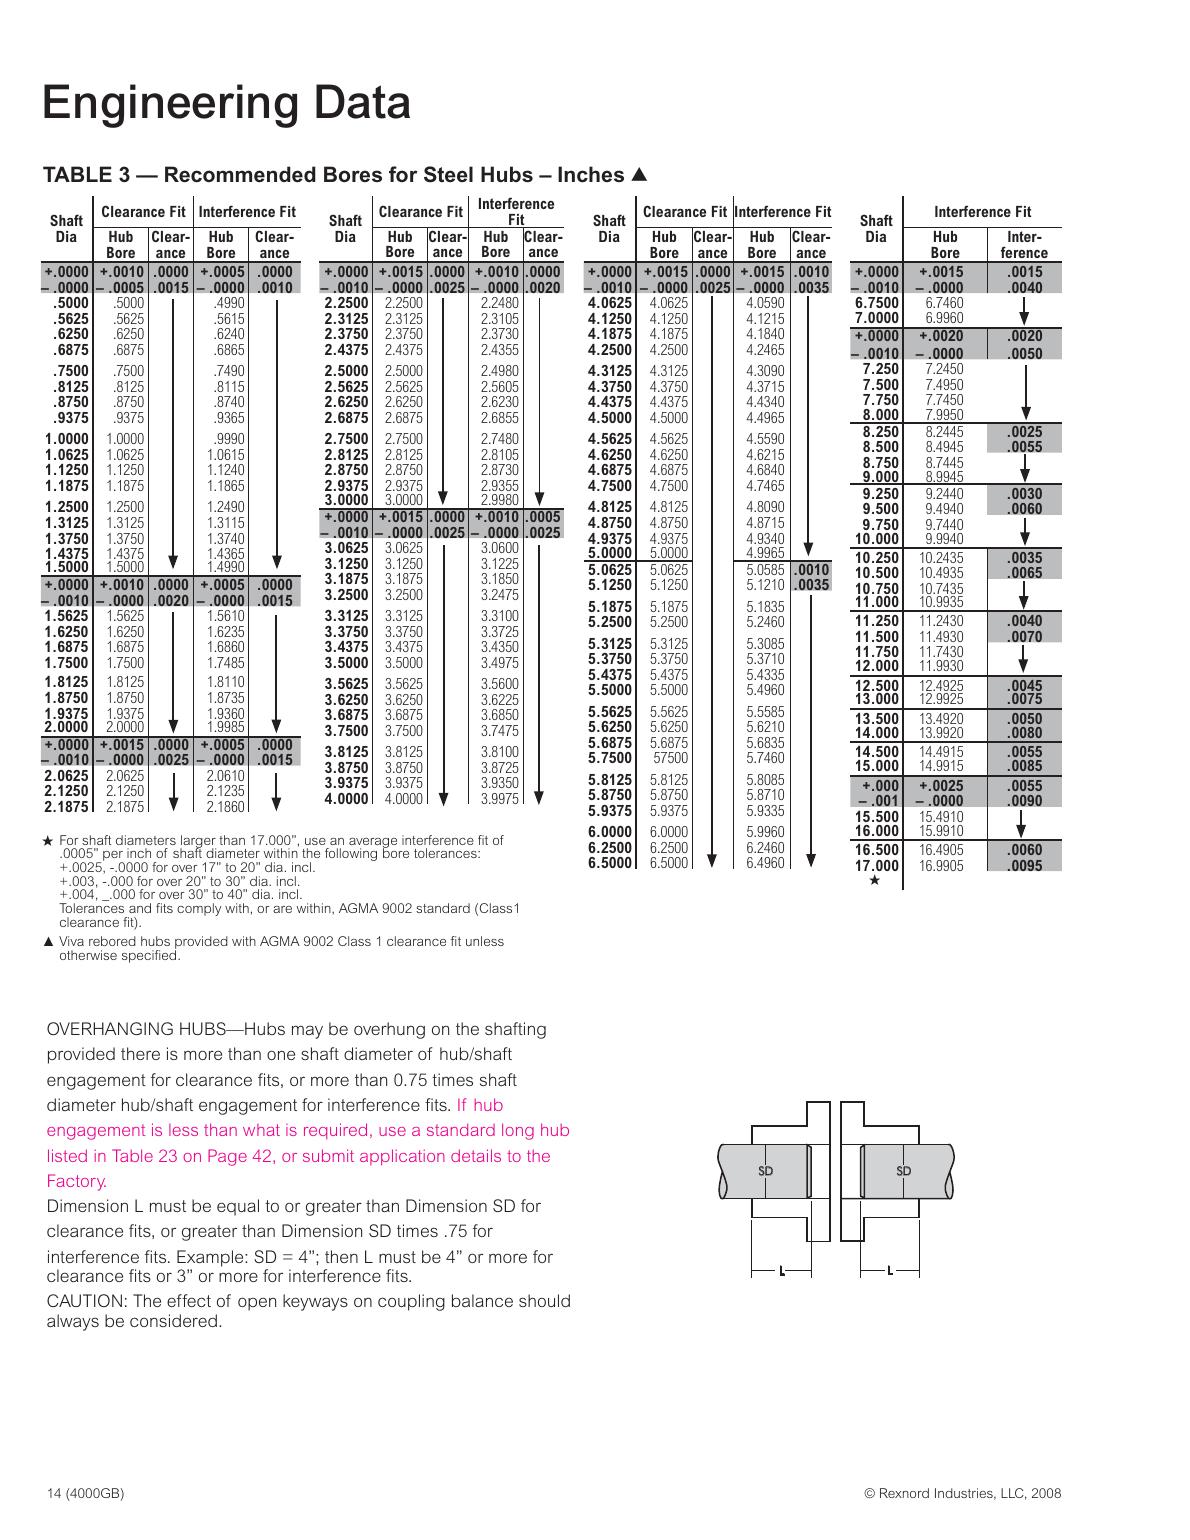 Engineering Data
TABLE 3 — Recommended Bores for Steel Hubs – Inches ▲
Shaft Dia | Clearance Fit | Interference Fit
Hub Bore | Clear-ance | Hub Bore | Clear-ance
+.0000 +.0010 .0000 +.0005 .0000
– .0000 – .0005 .0015 – .0000 .0010
.5000 .5000 .4990
.5625 .5625 .5615
.6250 .6250 .6240
.6875 .6875 .6865
.7500 .7500 .7490
.8125 .8125 .8115
.8750 .8750 .8740
.9375 .9375 .9365
1.0000 1.0000 .9990
1.0625 1.0625 1.0615
1.1250 1.1250 1.1240
1.1875 1.1875 1.1865
1.2500 1.2500 1.2490
1.3125 1.3125 1.3115
1.3750 1.3750 1.3740
1.4375 1.4375 1.4365
1.5000 1.5000 1.4990
+.0000 +.0010 .0000 +.0005 .0000
– .0010 – .0000 .0020 – .0000 .0015
1.5625 1.5625 1.5610
1.6250 1.6250 1.6235
1.6875 1.6875 1.6860
1.7500 1.7500 1.7485
1.8125 1.8125 1.8110
1.8750 1.8750 1.8735
1.9375 1.9375 1.9360
2.0000 2.0000 1.9985
+.0000 +.0015 .0000 +.0005 .0000
– .0010 – .0000 .0025 – .0000 .0015
2.0625 2.0625 2.0610
2.1250 2.1250 2.1235
2.1875 2.1875 2.1860
Shaft Dia | Clearance Fit | Interference Fit
Hub Bore | Clear-ance | Hub Bore | Clear-ance
+.0000 +.0015 .0000 +.0010 .0000
– .0010 – .0000 .0025 – .0000 .0020
2.2500 2.2500 2.2480
2.3125 2.3125 2.3105
2.3750 2.3750 2.3730
2.4375 2.4375 2.4355
2.5000 2.5000 2.4980
2.5625 2.5625 2.5605
2.6250 2.6250 2.6230
2.6875 2.6875 2.6855
2.7500 2.7500 2.7480
2.8125 2.8125 2.8105
2.8750 2.8750 2.8730
2.9375 2.9375 2.9355
3.0000 3.0000 2.9980
+.0000 +.0015 .0000 +.0010 .0005
– .0010 – .0000 .0025 – .0000 .0025
3.0625 3.0625 3.0600
3.1250 3.1250 3.1225
3.1875 3.1875 3.1850
3.2500 3.2500 3.2475
3.3125 3.3125 3.3100
3.3750 3.3750 3.3725
3.4375 3.4375 3.4350
3.5000 3.5000 3.4975
3.5625 3.5625 3.5600
3.6250 3.6250 3.6225
3.6875 3.6875 3.6850
3.7500 3.7500 3.7475
3.8125 3.8125 3.8100
3.8750 3.8750 3.8725
3.9375 3.9375 3.9350
4.0000 4.0000 3.9975
Shaft Dia | Clearance Fit | Interference Fit
Hub Bore | Clear-ance | Hub Bore | Clear-ance
+.0000 +.0015 .0000 +.0015 .0010
– .0010 – .0000 .0025 – .0000 .0035
4.0625 4.0625 4.0590
4.1250 4.1250 4.1215
4.1875 4.1875 4.1840
4.2500 4.2500 4.2465
4.3125 4.3125 4.3090
4.3750 4.3750 4.3715
4.4375 4.4375 4.4340
4.5000 4.5000 4.4965
4.5625 4.5625 4.5590
4.6250 4.6250 4.6215
4.6875 4.6875 4.6840
4.7500 4.7500 4.7465
4.8125 4.8125 4.8090
4.8750 4.8750 4.8715
4.9375 4.9375 4.9340
5.0000 5.0000 4.9965
5.0625 5.0625 5.0585 .0010
5.1250 5.1250 5.1210 .0035
5.1875 5.1875 5.1835
5.2500 5.2500 5.2460
5.3125 5.3125 5.3085
5.3750 5.3750 5.3710
5.4375 5.4375 5.4335
5.5000 5.5000 5.4960
5.5625 5.5625 5.5585
5.6250 5.6250 5.6210
5.6875 5.6875 5.6835
5.7500 57500 5.7460
5.8125 5.8125 5.8085
5.8750 5.8710 5.8710
5.9375 5.9375 5.9335
6.0000 6.0000 5.9960
6.2500 6.2500 6.2460
6.5000 6.5000 6.4960
Shaft Dia | Interference Fit
Hub Bore | Inter-ference
+.0000 +.0015 .0015
– .0010 – .0000 .0040
6.7500 6.7460
7.0000 6.9960
+.0000 +.0020 .0020
– .0010 – .0000 .0050
7.250 7.2450
7.500 7.4950
7.750 7.7450
8.000 7.9950
8.250 8.2445 .0025
8.500 8.4945 .0055
8.750 8.7445
9.000 8.9945
9.250 9.2440 .0030
9.500 9.4940 .0060
9.750 9.7440
10.000 9.9940
10.250 10.2435 .0035
10.500 10.4935 .0065
10.750 10.7435
11.000 10.9935
11.250 11.2430 .0040
11.500 11.4930 .0070
11.750 11.7430
12.000 11.9930
12.500 12.4925 .0045
13.000 12.9925 .0075
13.500 13.4920 .0050
14.000 13.9920 .0080
14.500 14.4915 .0055
15.000 14.9915 .0085
+.000 +.0025 .0055
– .001 – .0000 .0090
15.500 15.4910
16.000 15.9910
16.500 16.4905 .0060
17.000 16.9905 .0095
★
★ For shaft diameters larger than 17.000”, use an average interference fit of
.0005” per inch of shaft diameter within the following bore tolerances:
+.0025, -.0000 for over 17” to 20” dia. incl.
+.003, -.000 for over 20” to 30” dia. incl.
+.004, _.000 for over 30” to 40” dia. incl.
Tolerances and fits comply with, or are within, AGMA 9002 standard (Class1
clearance fit).
▲ Viva rebored hubs provided with AGMA 9002 Class 1 clearance fit unless
otherwise specified.
OVERHANGING HUBS—Hubs may be overhung on the shafting
provided there is more than one shaft diameter of hub/shaft
engagement for clearance fits, or more than 0.75 times shaft
diameter hub/shaft engagement for interference fits. If hub
engagement is less than what is required, use a standard long hub
listed in Table 23 on Page 42, or submit application details to the
Factory.
Dimension L must be equal to or greater than Dimension SD for
clearance fits, or greater than Dimension SD times .75 for
interference fits. Example: SD = 4”; then L must be 4” or more for
clearance fits or 3” or more for interference fits.
CAUTION: The effect of open keyways on coupling balance should
always be considered.
SD SD
L L
14 (4000GB)
© Rexnord Industries, LLC, 2008